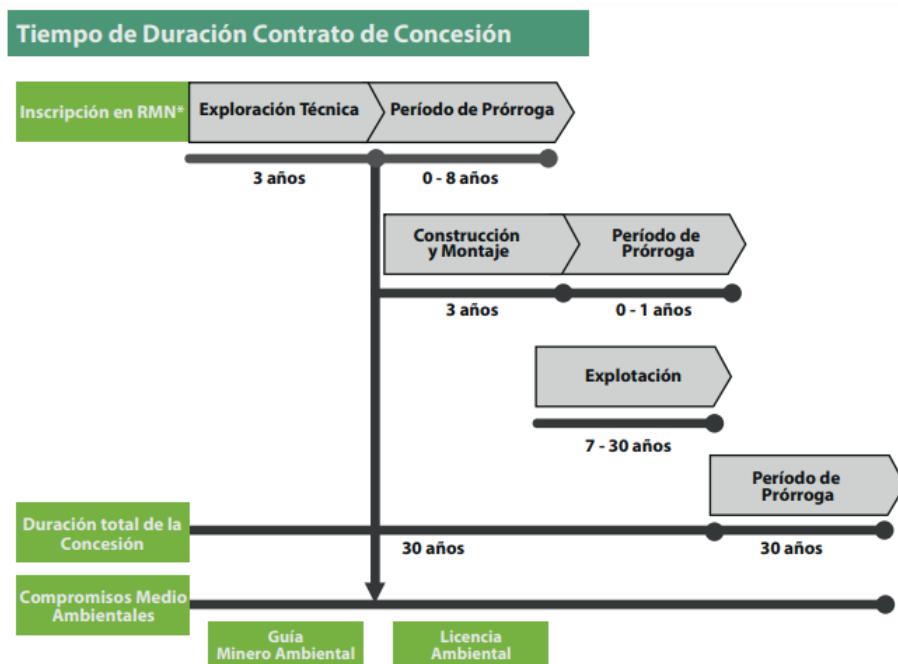 Tiempo de Duración Contrato de Concesión
Inscripción en RMN*
Exploración Técnica
Período de Prórroga
3 años
0 - 8 años
Construcción
y Montaje
Período de
Prórroga
3 años
0 - 1 años
Explotación
7 - 30 años
Período de
Prórroga
Duración total de la
Concesión
30 años
30 años
Compromisos Medio
Ambientales
Guía
Minero Ambiental
Licencia
Ambiental